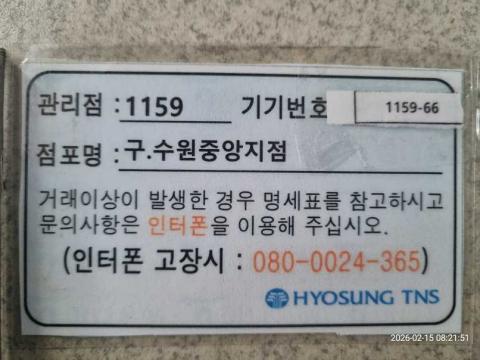 관리점 : 1159 기기번호 1159-66
점포명 : 구.수원중앙지점
거래이상이 발생한 경우 명세표를 참고하시고
문의사항은 인터폰을 이용해 주십시오.
(인터폰 고장시 : 080-0024-365)
HYOSUNG TNS
2026-02-15 08:21:51